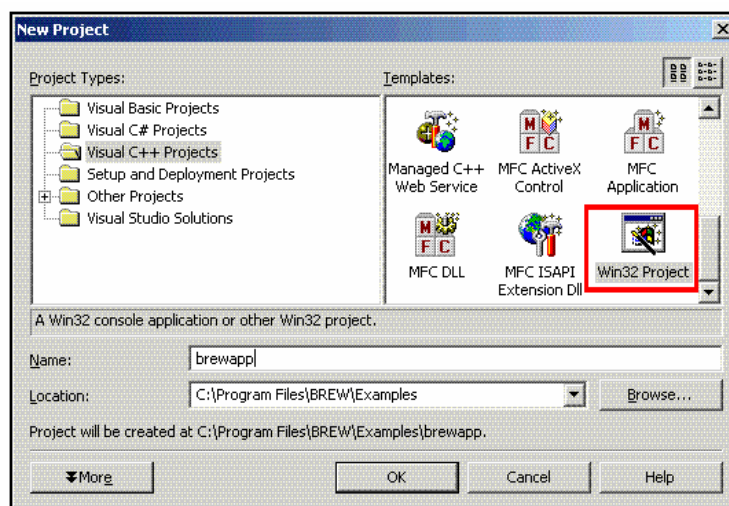 New Project
Project Types:
Templates:
Visual Basic Projects
Visual C# Projects
Visual C++ Projects
Setup and Deployment Projects
Other Projects
Visual Studio Solutions
Managed C++
Web Service
MFC ActiveX
Control
MFC
Application
MFC DLL
MFC ISAPI
Extension Dll
Win32 Project
A Win32 console application or other Win32 project.
Name:
brewapp
Location:
C:\Program Files\BREW\Examples
Browse...
Project will be created at C:\Program Files\BREW\Examples\brewapp.
More
OK
Cancel
Help